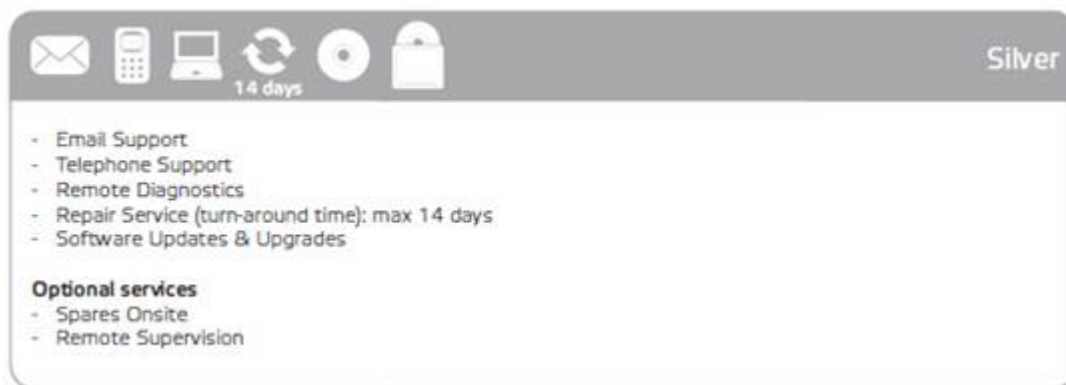 14 days
Silver
- Email Support
- Telephone Support
- Remote Diagnostics
- Repair Service (turn-around time): max 14 days
- Software Updates & Upgrades
Optional services
- Spares Onsite
- Remote Supervision